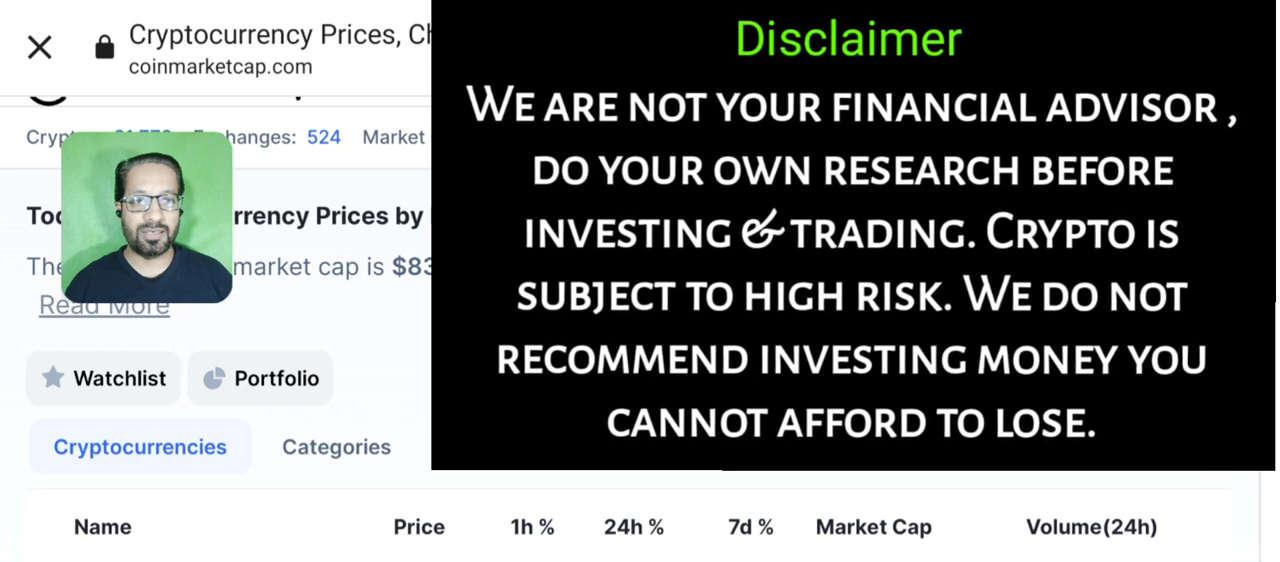 Cryptocurrency Prices, Ch
coinmarketcap.com
524 Market
Disclaimer
WE ARE NOT YOUR FINANCIAL ADVISOR ,
DO YOUR OWN RESEARCH BEFORE
INVESTING & TRADING. CRYPTO IS
SUBJECT TO HIGH RISK. WE DO NOT
RECOMMEND INVESTING MONEY YOU
CANNOT AFFORD TO LOSE.
Prices by
The market cap is $83
Read More
Watchlist Portfolio
Cryptocurrencies Categories
Name Price 1h % 24h % 7d % Market Cap Volume(24h)